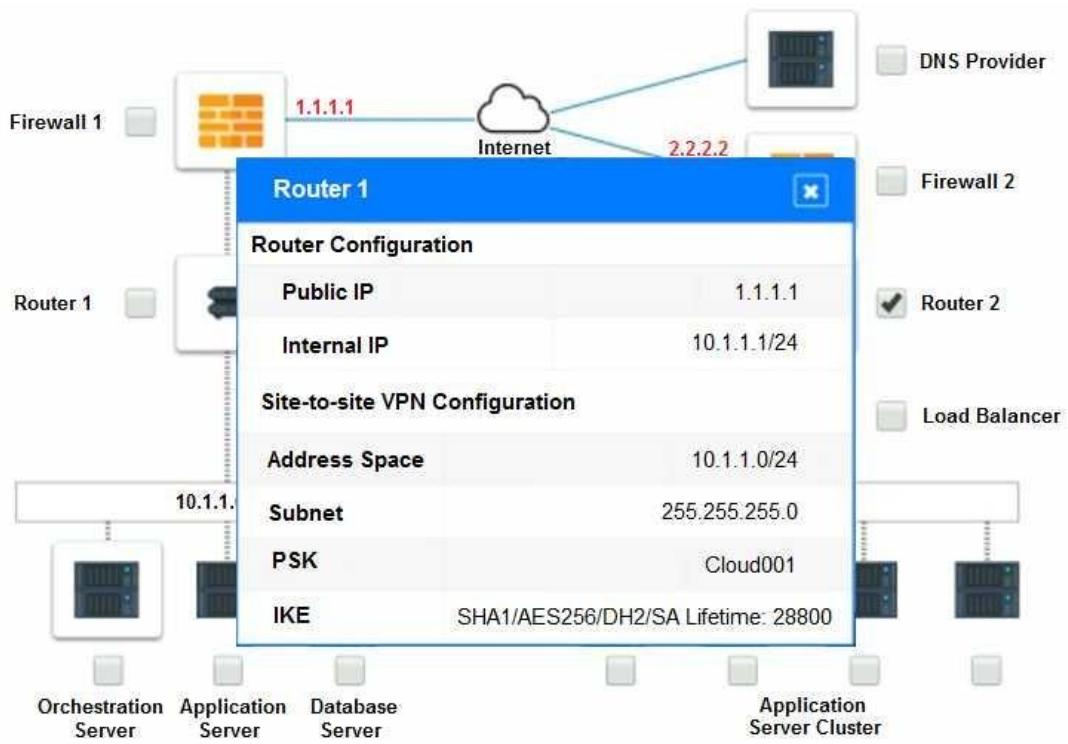 DNS Provider
Firewall 1
1.1.1.1
Internet
2.2.2.2
Firewall 2
Router 1
Router Configuration
Public IP 1.1.1.1
Internal IP 10.1.1.1/24
Site-to-site VPN Configuration
Address Space 10.1.1.0/24
Subnet 255.255.255.0
PSK Cloud001
IKE SHA1/AES256/DH2/SA Lifetime: 28800
Router 1
Router 2
Load Balancer
10.1.1.
Orchestration
Server
Application
Server
Database
Server
Application
Server Cluster